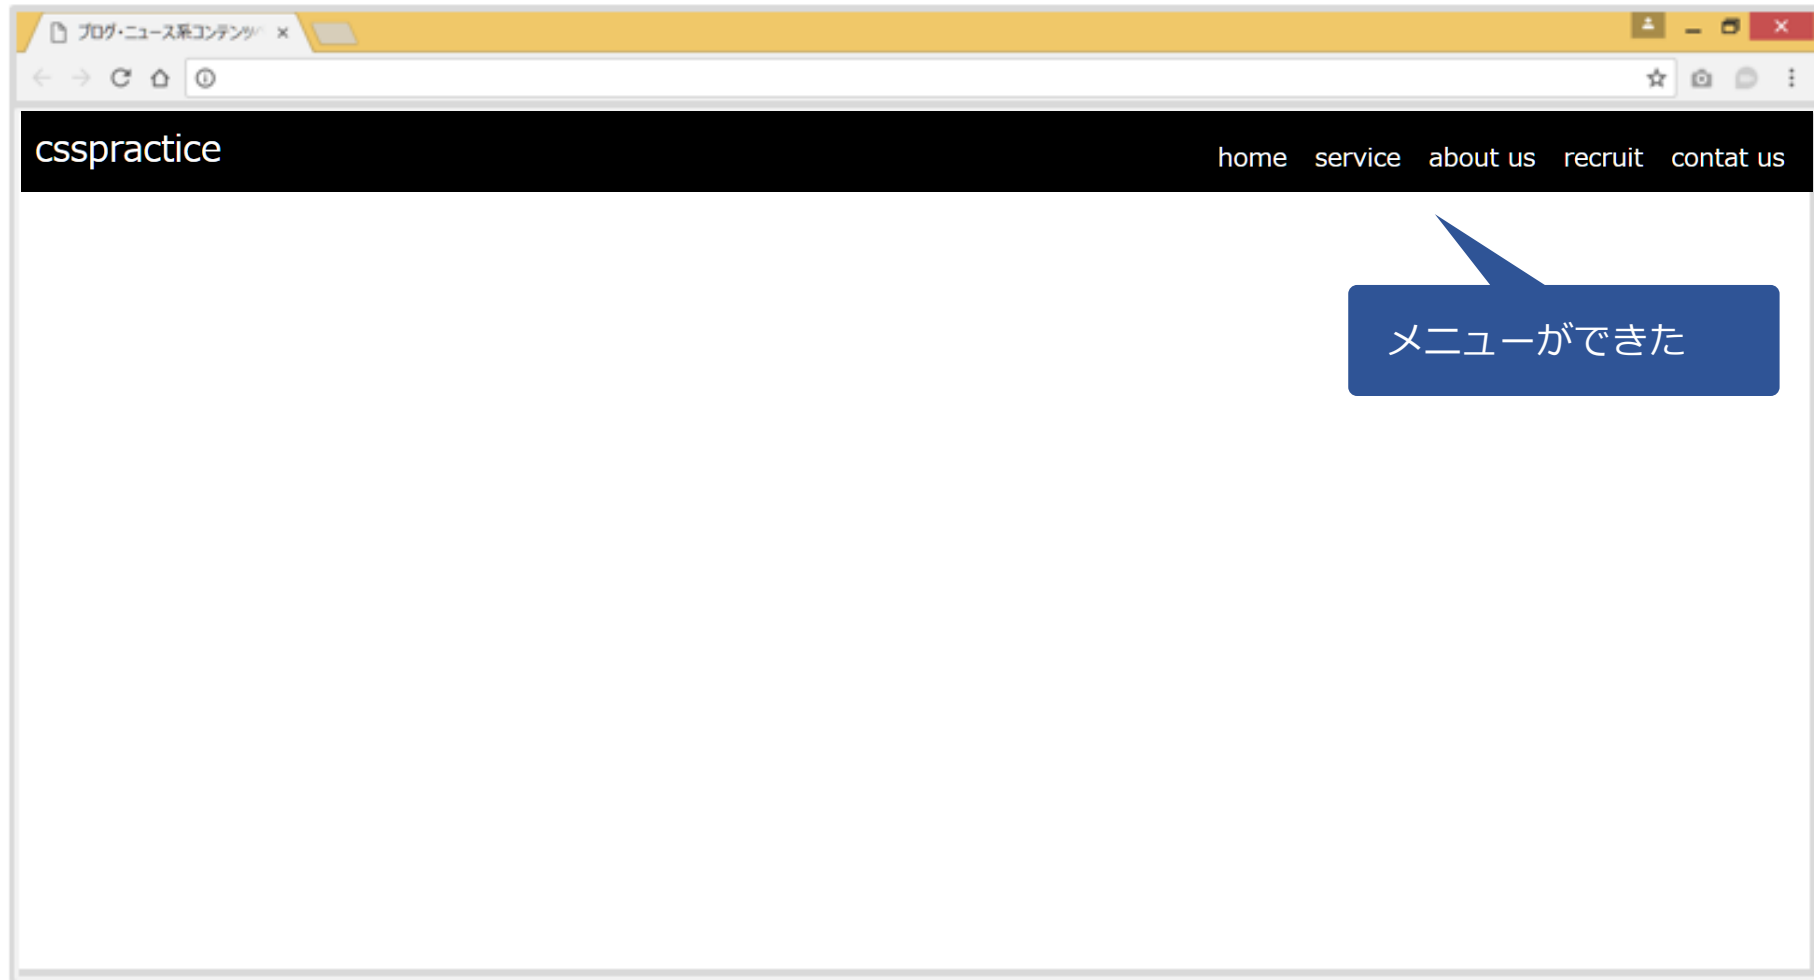 ブログ・ニュース系コンテンツ
csspractice
home service about us recruit contat us
メニューができた